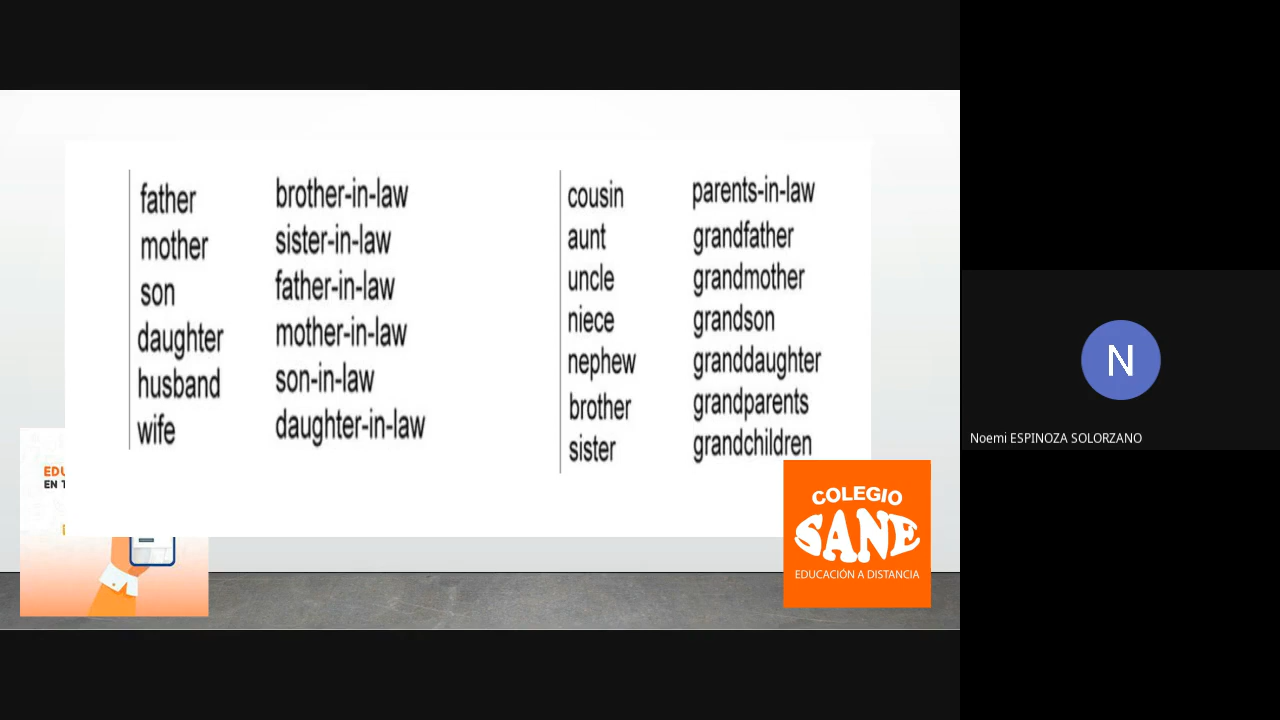 father
mother
son
daughter
husband
wife
brother-in-law
sister-in-law
father-in-law
mother-in-law
son-in-law
daughter-in-law
cousin
aunt
uncle
niece
nephew
brother
sister
parents-in-law
grandfather
grandmother
grandson
granddaughter
grandparents
grandchildren
EDU
EN T
COLEGIO
SANE
EDUCACIÓN A DISTANCIA
N
Noemi ESPINOZA SOLORZANO